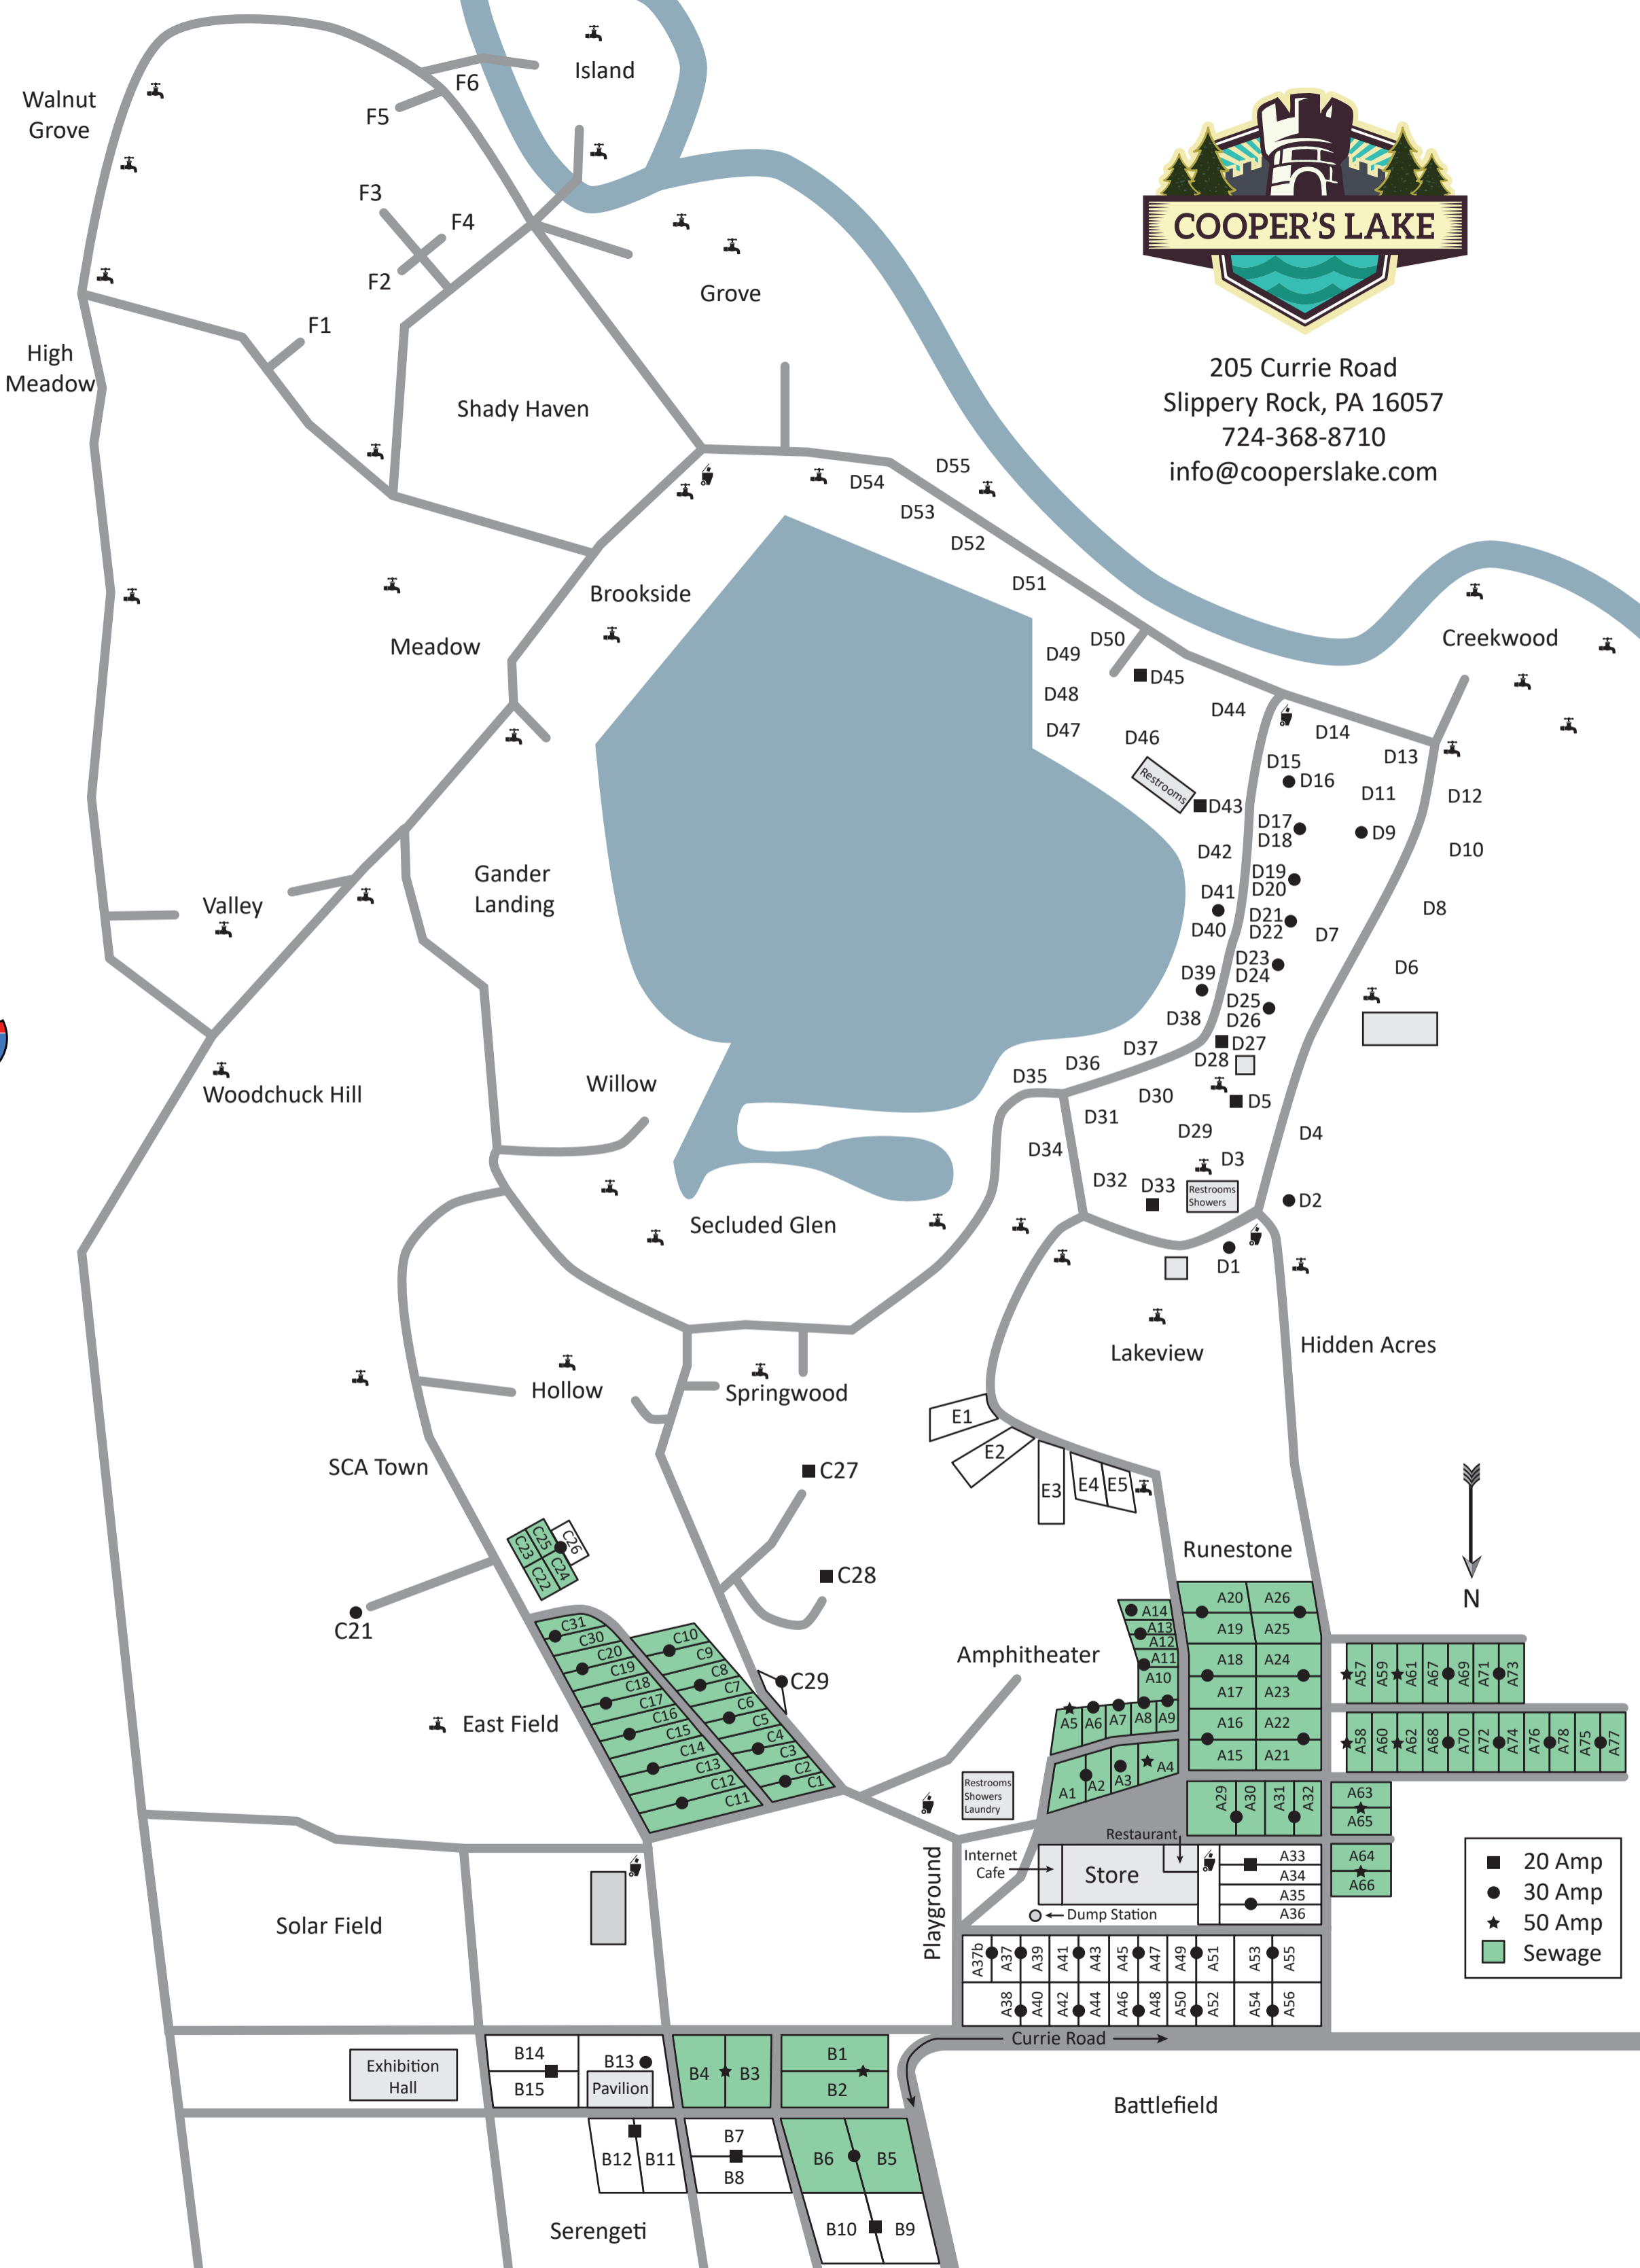 Island
F6
Walnut
Grove
F5
F3
F4
F2
Grove
F1
High
Meadow
Shady Haven
COOPER'S LAKE
205 Currie Road
Slippery Rock, PA 16057
724-368-8710
info@cooperslake.com
D55
D54
D53
D52
D51
Brookside
Meadow
Creekwood
D50
D49
D45
D48
D44
D47
D46
D14
D13
D15
D16
Restrooms
D43
D11
D12
D17
D18
D9
D42
D10
D19
D20
D41
D40
D21
D22
D8
D7
D23
D24
D6
D39
D25
D26
D38
D27
D28
D37
D36
D35
D5
D30
D31
D29
D4
D34
D3
D32
D33
Restrooms
Showers
D2
D1
Gander
Landing
Valley
Woodchuck Hill
Willow
Secluded Glen
Lakeview
Hidden Acres
Hollow
Springwood
SCA Town
E1
E2
E3
E4
E5
C27
C28
C29
C23
C25
C26
C22
C24
C21
Runestone
N
Amphitheater
East Field
C31
C30
C20
C19
C18
C17
C16
C15
C14
C13
C12
C11
C10
C9
C8
C7
C6
C5
C4
C3
C2
C1
A14
A13
A12
A11
A10
A5
A6
A7
A8
A9
A1
A2
A3
A4
A20
A26
A19
A25
A18
A24
A17
A23
A16
A22
A15
A21
A29
A30
A31
A32
A57
A59
A61
A67
A69
A71
A73
A58
A60
A62
A68
A70
A72
A74
A76
A78
A75
A77
A63
A65
A64
A66
Restrooms
Showers
Laundry
Restaurant
Internet
Cafe
Store
Dump Station
A33
A34
A35
A36
Playground
A37b
A37
A39
A41
A43
A45
A47
A49
A51
A53
A55
A38
A40
A42
A44
A46
A48
A50
A52
A54
A56
20 Amp
30 Amp
50 Amp
Sewage
Solar Field
Currie Road
Exhibition
Hall
B14
B15
B13
Pavilion
B4
B3
B1
B2
Battlefield
B12
B11
B7
B8
B6
B5
B10
B9
Serengeti